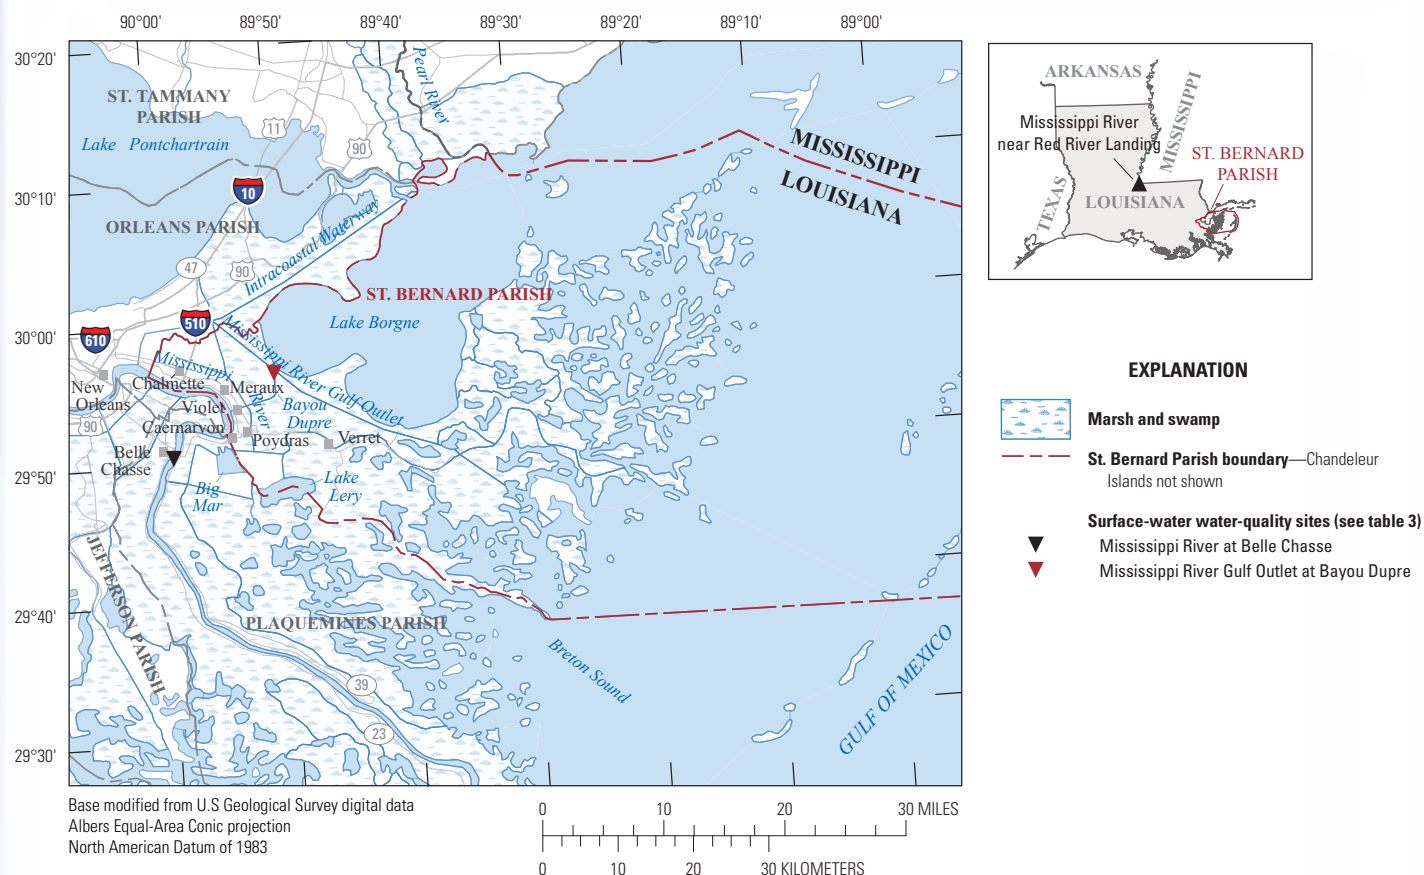 90°00'
89°50'
89°40'
89°30'
89°20'
89°10'
89°00'
30°20'
30°10'
30°00'
29°50'
29°40'
29°30'
ST. TAMMANY
PARISH
Lake Pontchartrain
11
90
Pearl River
10
ORLEANS PARISH
47
90
Intracoastal Waterway
MISSISSIPPI
LOUISIANA
ST. BERNARD PARISH
Lake Borgne
510
610
Mississippi River Gulf Outlet
Mississippi
River
New
Orleans
Chalmette
Meraux
Violet
Bayou
Dupre
90
Caernarvon
Poydras
Verret
Belle
Chasse
Big
Mar
Lake
Lery
JEFFERSON PARISH
PLAQUEMINES PARISH
39
23
Breton Sound
GULF OF MEXICO
Base modified from U.S Geological Survey digital data
Albers Equal-Area Conic projection
North American Datum of 1983
0 10 20 30 MILES
0 10 20 30 KILOMETERS
ARKANSAS
MISSISSIPPI
Mississippi River
near Red River Landing
ST. BERNARD
PARISH
TEXAS
LOUISIANA
EXPLANATION
Marsh and swamp
St. Bernard Parish boundary—Chandeleur
Islands not shown
Surface-water water-quality sites (see table 3)
Mississippi River at Belle Chasse
Mississippi River Gulf Outlet at Bayou Dupre